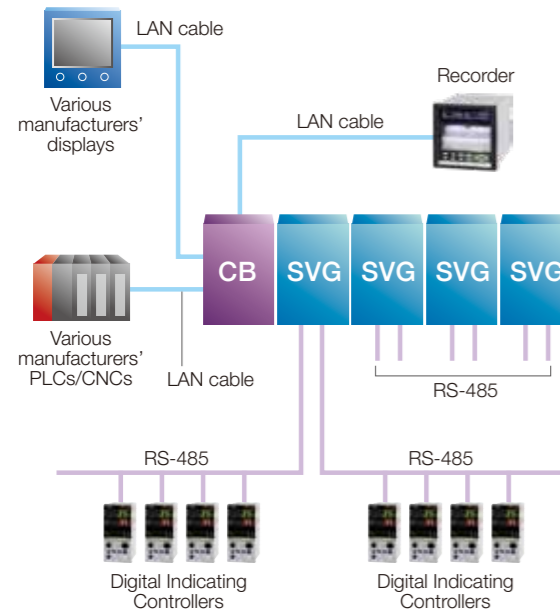 LAN cable
Various
manufacturers'
displays
Recorder
LAN cable
CB
SVG
SVG
SVG
SVG
Various
manufacturers'
PLCs/CNCs
LAN cable
RS-485
RS-485
RS-485
Digital Indicating
Controllers
Digital Indicating
Controllers